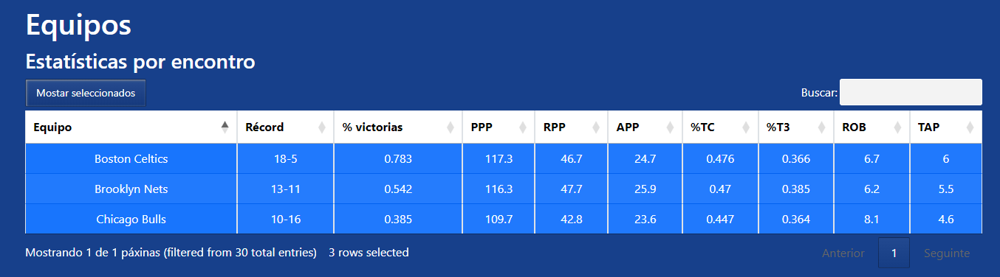 Equipos
Estatísticas por encontro
Mostar seleccionados Buscar:
Equipo Récord % victorias PPP RPP APP %TC %T3 ROB TAP
Boston Celtics 18-5 0.783 117.3 46.7 24.7 0.476 0.366 6.7 6
Brooklyn Nets 13-11 0.542 116.3 47.7 25.9 0.47 0.385 6.2 5.5
Chicago Bulls 10-16 0.385 109.7 42.8 23.6 0.447 0.364 8.1 4.6
Mostrando 1 de 1 páxinas (filtered from 30 total entries) 3 rows selected Anterior 1 Seguinte